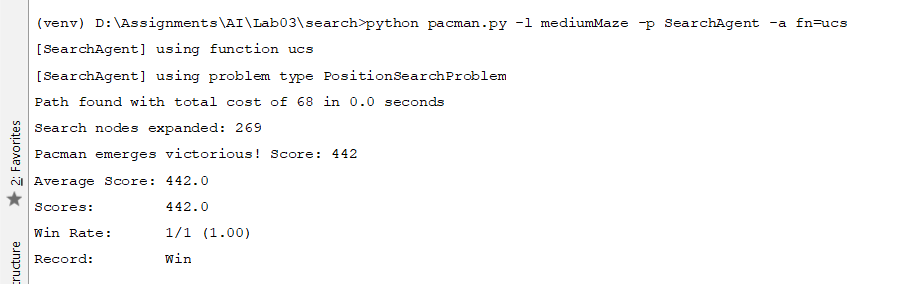 (venv) D:\Assignments\AI\Lab03\search>python pacman.py -l mediumMaze -p SearchAgent -a fn=ucs
[SearchAgent] using function ucs
[SearchAgent] using problem type PositionSearchProblem
Path found with total cost of 68 in 0.0 seconds
Search nodes expanded: 269
Pacman emerges victorious! Score: 442
Average Score: 442.0
Scores:        442.0
Win Rate:      1/1 (1.00)
Record:        Win
2: Favorites
ructure